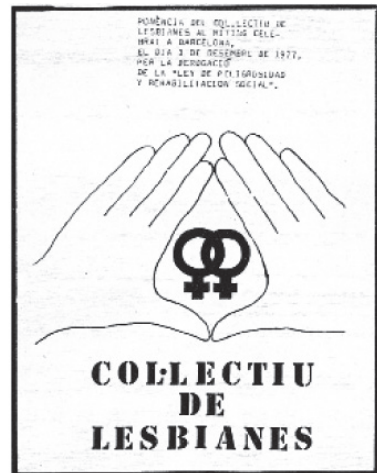 PONÈNCIA DEL COL.LECTIU DE
LESBIANES AL MITING CELE-
BRAT A BARCELONA,
EL DIA 3 DE DESEMBRE DE 1977,
PER LA DEROGACIÓ
DE LA "LEY DE PELIGROSIDAD
Y REHABILITACION SOCIAL".
COL·LECTIU
DE
LESBIANES